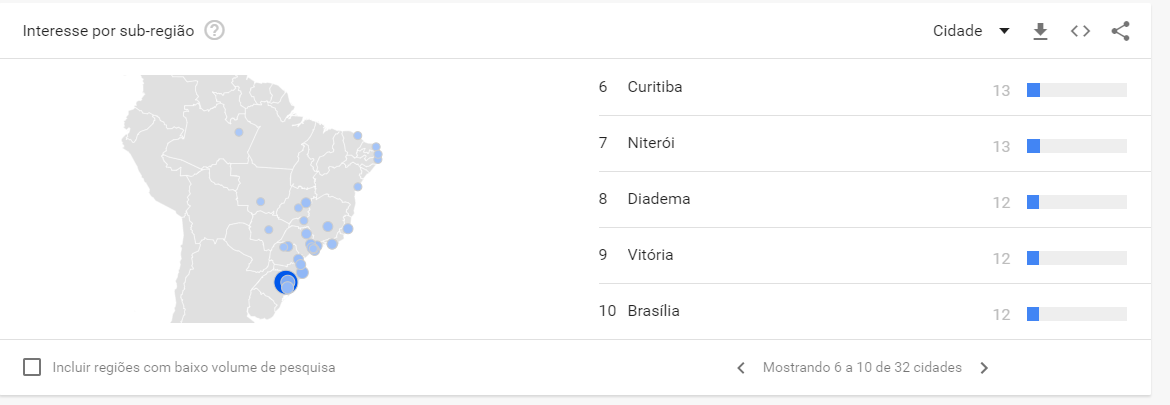 Interesse por sub-região ?
Cidade
6 Curitiba 13
7 Niterói 13
8 Diadema 12
9 Vitória 12
10 Brasília 12
Incluir regiões com baixo volume de pesquisa
Mostrando 6 a 10 de 32 cidades